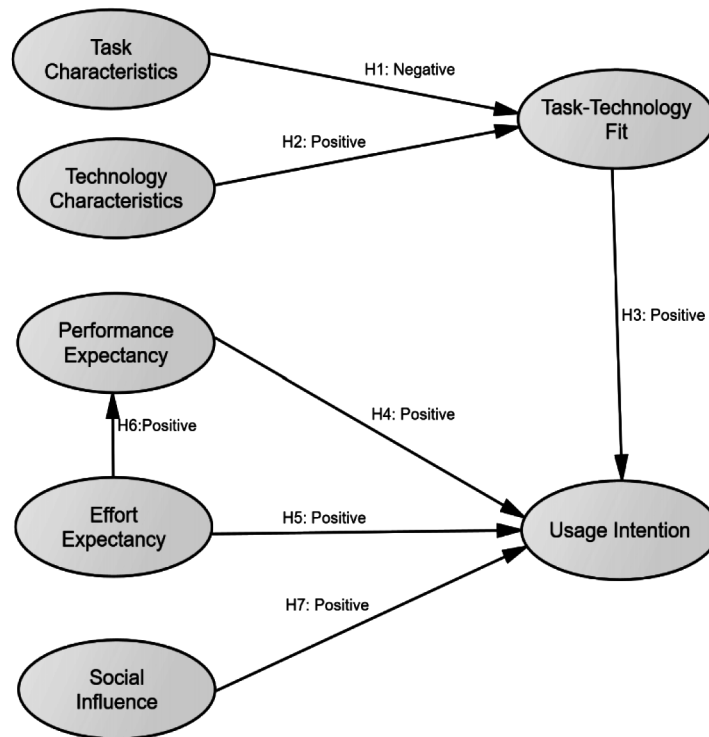 Task
Characteristics
H1: Negative
Task-Technology
Fit
H2: Positive
Technology
Characteristics
H3: Positive
Performance
Expectancy
H4: Positive
H6:Positive
Effort
Expectancy
H5: Positive
Usage Intention
H7: Positive
Social
Influence